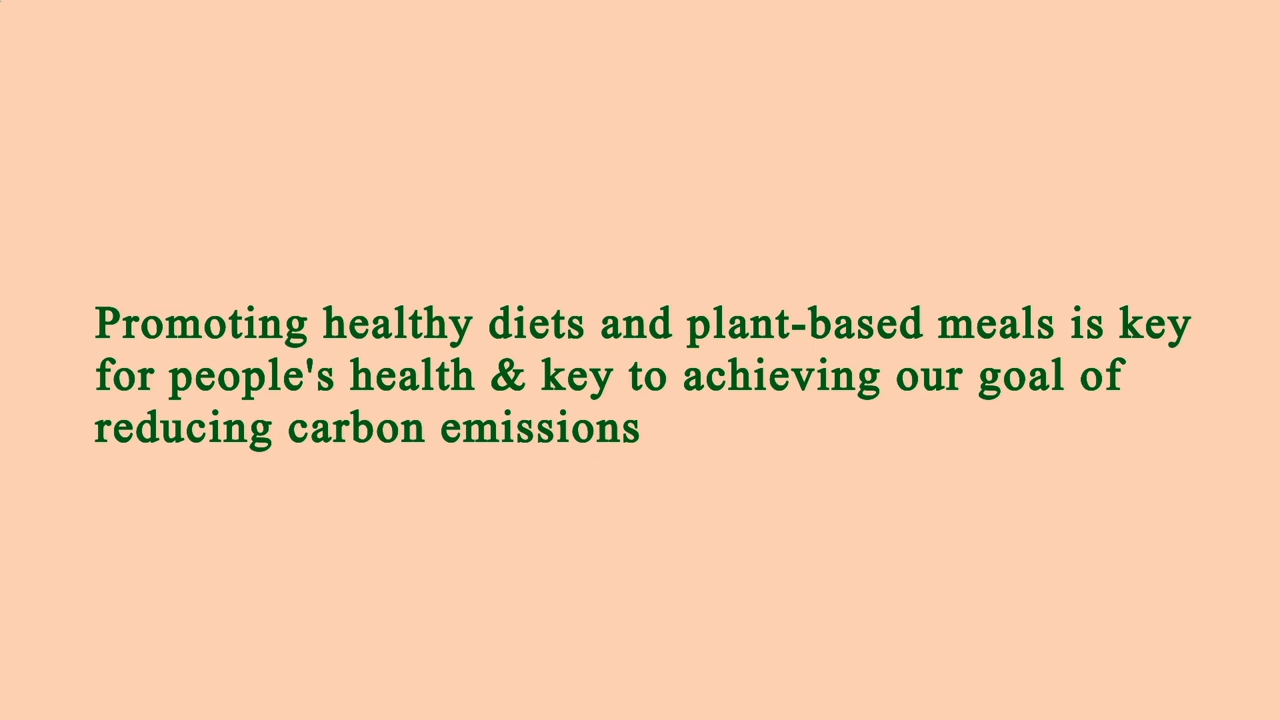 Promoting healthy diets and plant-based meals is key
for people's health & key to achieving our goal of
reducing carbon emissions